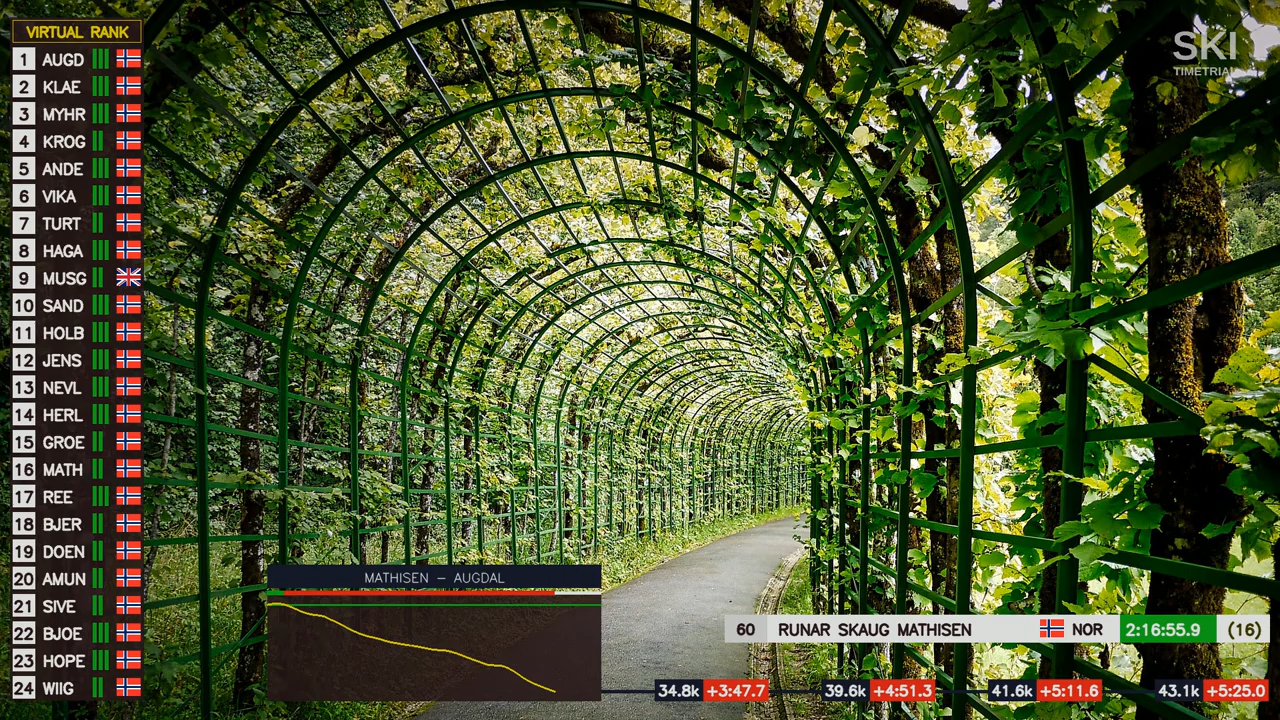 VIRTUAL RANK
1 AUGD
2 KLAE
3 MYHR
4 KROG
5 ANDE
6 VIKA
7 TURT
8 HAGA
9 MUSG
10 SAND
11 HOLB
12 JENS
13 NEVL
14 HERL
15 GROE
16 MATH
17 REE
18 BJER
19 DOEN
20 AMUN
21 SIVE
22 BJOE
23 HOPE
24 WIIG
SKI
TIMETRIAL
MATHISEN – AUGDAL
60 RUNAR SKAUG MATHISEN NOR 2:16:55.9 (16)
34.8k +3:47.7 39.6k +4:51.3 41.6k +5:11.6 43.1k +5:25.0